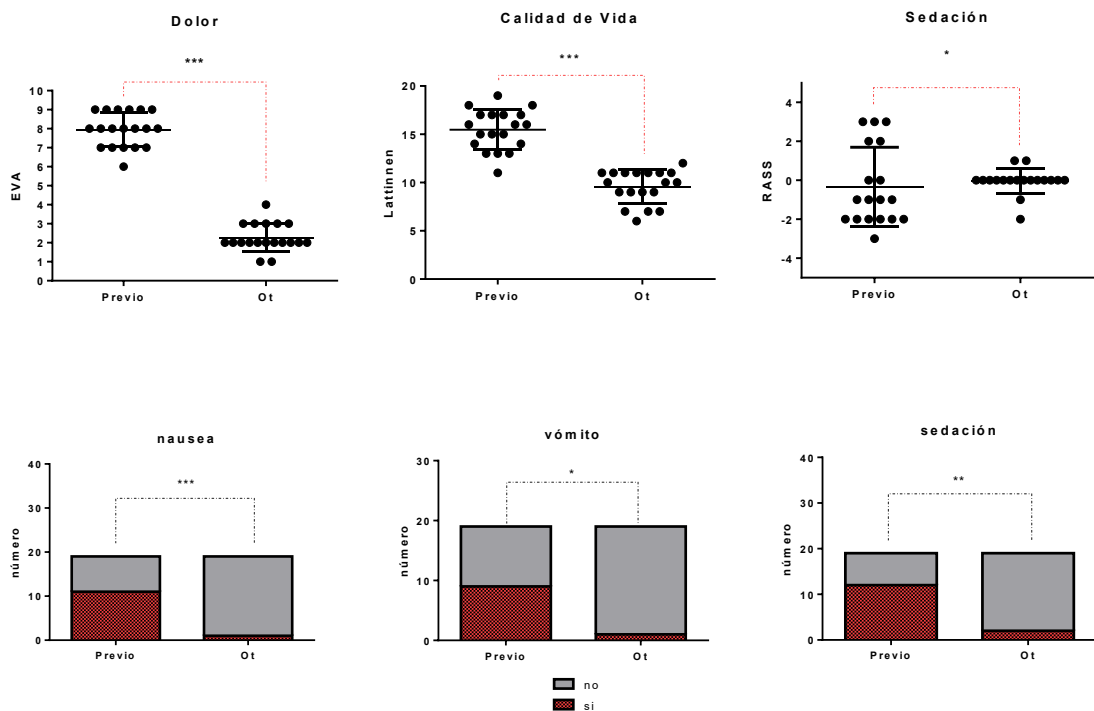 Dolor
***
10
9
8
7
6
5
4
3
2
1
0
EVA
Previo Ot
Calidad de Vida
***
20
15
10
5
0
Lattinnen
Previo Ot
Sedación
*
4
2
0
-2
-4
RASS
Previo Ot
nausea
***
40
30
20
10
0
número
Previo Ot
vómito
*
30
20
10
0
número
Previo Ot
sedación
**
40
30
20
10
0
número
Previo Ot
no
si